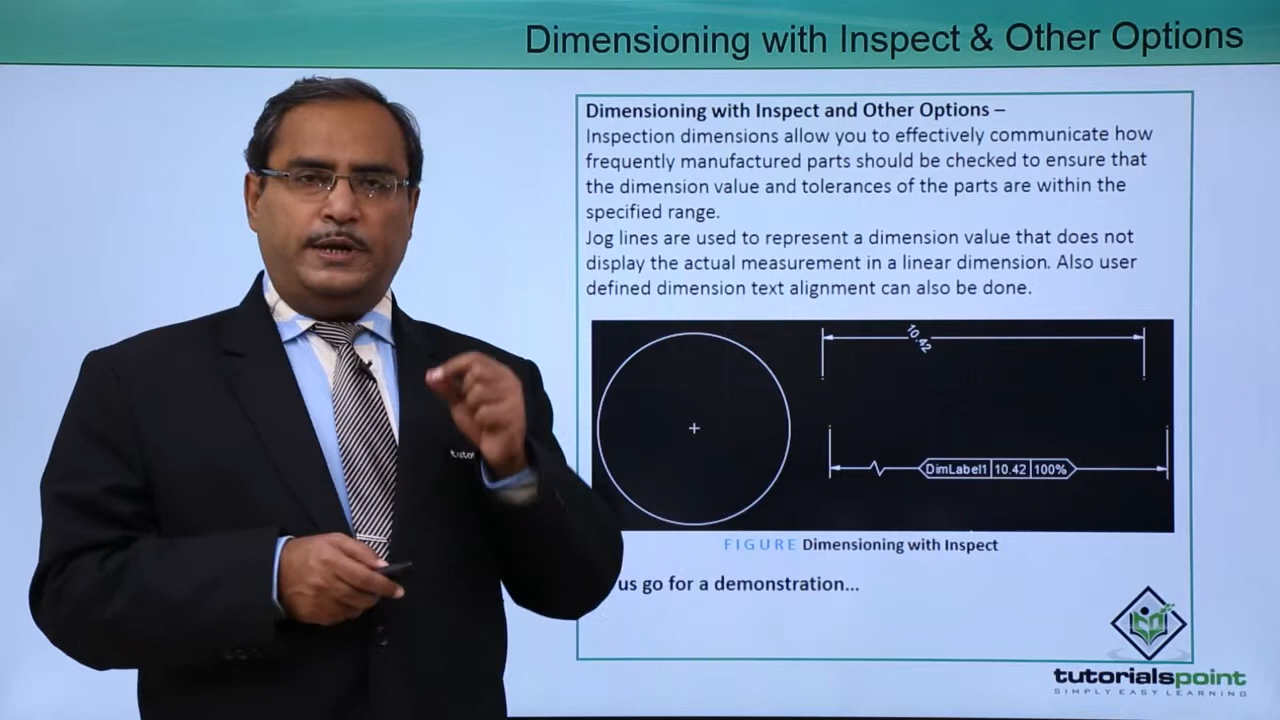 Dimensioning with Inspect & Other Options
Dimensioning with Inspect and Other Options –
Inspection dimensions allow you to effectively communicate how
frequently manufactured parts should be checked to ensure that
the dimension value and tolerances of the parts are within the
specified range.
Jog lines are used to represent a dimension value that does not
display the actual measurement in a linear dimension. Also user
defined dimension text alignment can also be done.
10.42
DimLabel1 10.42 100%
FIGURE Dimensioning with Inspect
us go for a demonstration...
tutorialspoint
SIMPLY EASY LEARNING